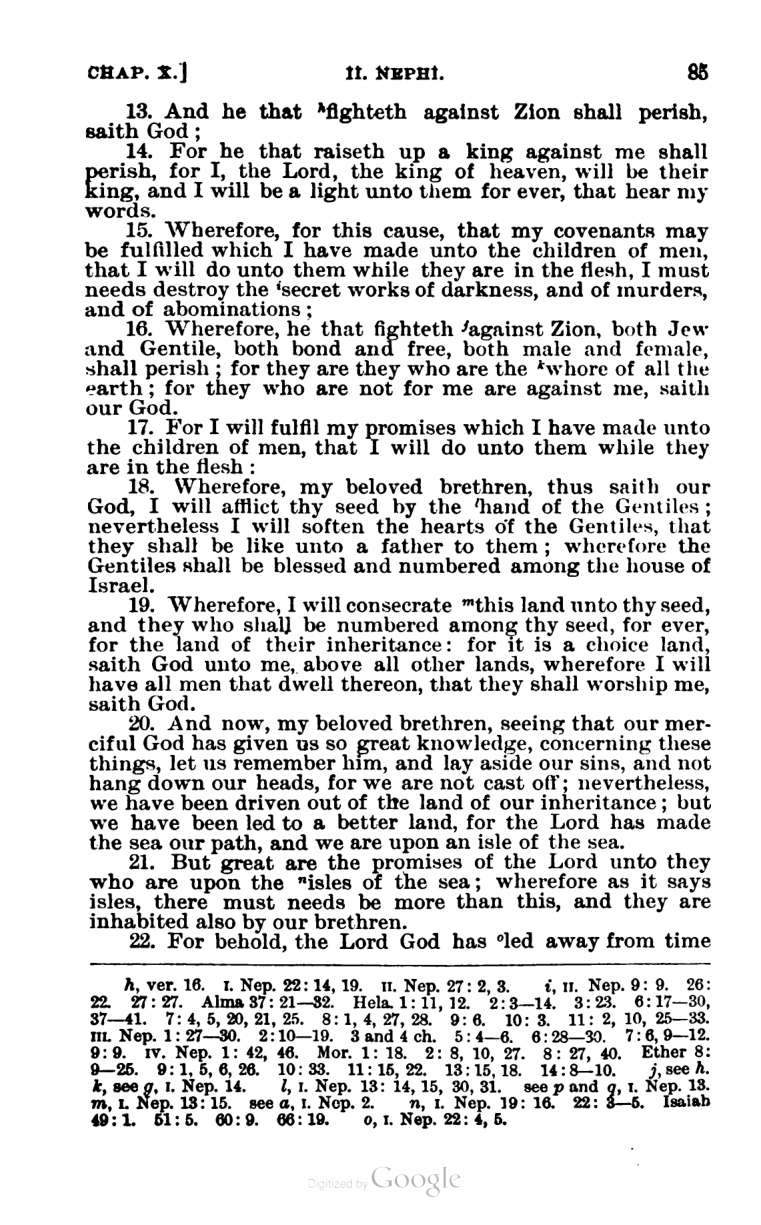 CHAP. X.] II. NEPHI. 85
13. And he that hfighteth against Zion shall perish,
saith God;
14. For he that raiseth up a king against me shall
perish, for I, the Lord, the king of heaven, will be their
king, and I will be a light unto them for ever, that hear my
words.
15. Wherefore, for this cause, that my covenants may
be fulfilled which I have made unto the children of men,
that I will do unto them while they are in the flesh, I must
needs destroy the isecret works of darkness, and of murders,
and of abominations;
16. Wherefore, he that fighteth jagainst Zion, both Jew
and Gentile, both bond and free, both male and female,
shall perish; for they are they who are the kwhore of all the
earth; for they who are not for me are against me, saith
our God.
17. For I will fulfil my promises which I have made unto
the children of men, that I will do unto them while they
are in the flesh:
18. Wherefore, my beloved brethren, thus saith our
God, I will afflict thy seed by the lhand of the Gentiles;
nevertheless I will soften the hearts of the Gentiles, that
they shall be like unto a father to them; wherefore the
Gentiles shall be blessed and numbered among the house of
Israel.
19. Wherefore, I will consecrate mthis land unto thy seed,
and they who shall be numbered among thy seed, for ever,
for the land of their inheritance: for it is a choice land,
saith God unto me, above all other lands, wherefore I will
have all men that dwell thereon, that they shall worship me,
saith God.
20. And now, my beloved brethren, seeing that our mer-
ciful God has given us so great knowledge, concerning these
things, let us remember him, and lay aside our sins, and not
hang down our heads, for we are not cast off; nevertheless,
we have been driven out of the land of our inheritance; but
we have been led to a better land, for the Lord has made
the sea our path, and we are upon an isle of the sea.
21. But great are the promises of the Lord unto they
who are upon the nisles of the sea; wherefore as it says
isles, there must needs be more than this, and they are
inhabited also by our brethren.
22. For behold, the Lord God has oled away from time
h, ver. 16. I. Nep. 22: 14, 19. II. Nep. 27: 2, 3. i, II. Nep. 9: 9. 26:
22. 27: 27. Alma 37: 21—32. Hela. 1: 11, 12. 2: 3—14. 3: 23. 6: 17—30,
37—41. 7: 4, 5, 20, 21, 25. 8: 1, 4, 27, 28. 9: 6. 10: 3. 11: 2, 10, 25—33.
III. Nep. 1: 27—30. 2: 10—19. 3 and 4 ch. 5: 4—6. 6: 28—30. 7: 6, 9—12.
9: 9. IV. Nep. 1: 42, 46. Mor. 1: 18. 2: 8, 10, 27. 8: 27, 40. Ether 8:
9—25. 9: 1, 5, 6, 26. 10: 33. 11: 15, 22. 13: 15, 18. 14: 8—10. j, see h.
k, see g, I. Nep. 14. l, I. Nep. 13: 14, 15, 30, 31. see p and q, I. Nep. 13.
m, I. Nep. 13: 15. see a, I. Nep. 2. n, I. Nep. 19: 16. 22: 3—5. Isaiah
49: 1. 51: 5. 60: 9. 66: 19. o, I. Nep. 22: 4, 5.
Digitized by Google